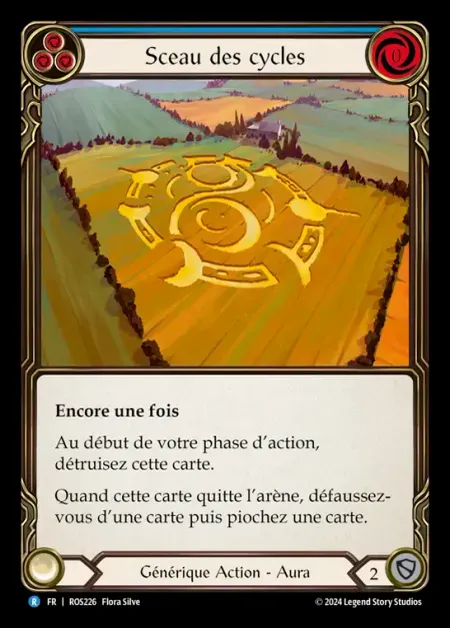 Sceau des cycles
0
Encore une fois
Au début de votre phase d'action,
détruisez cette carte.
Quand cette carte quitte l'arène, défaussez-
vous d'une carte puis piochez une carte.
Générique Action - Aura
2
R FR | ROS226 Flora Silve
© 2024 Legend Story Studios